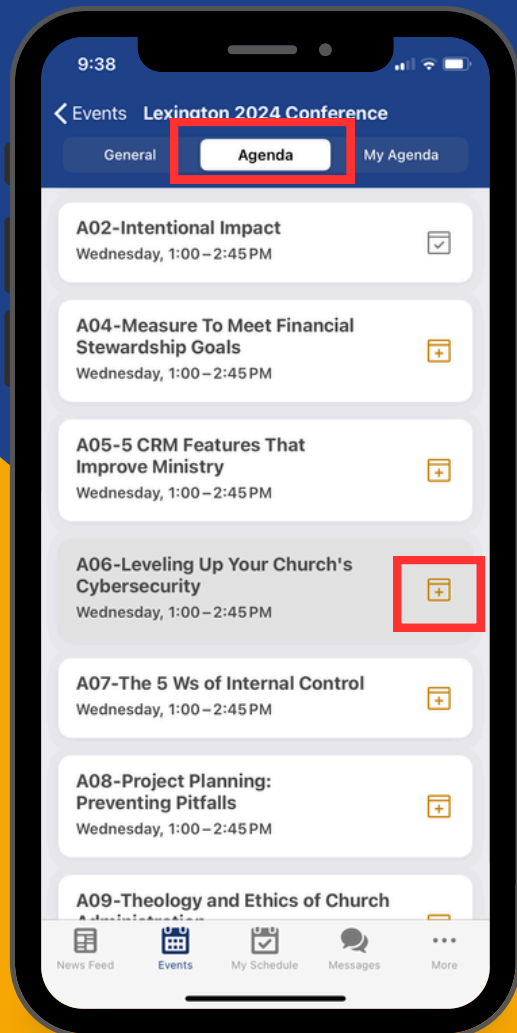 9:38
Events Lexington 2024 Conference
General Agenda My Agenda
A02-Intentional Impact
Wednesday, 1:00 – 2:45 PM
A04-Measure To Meet Financial
Stewardship Goals
Wednesday, 1:00 – 2:45 PM
A05-5 CRM Features That
Improve Ministry
Wednesday, 1:00 – 2:45 PM
A06-Leveling Up Your Church's
Cybersecurity
Wednesday, 1:00 – 2:45 PM
A07-The 5 Ws of Internal Control
Wednesday, 1:00 – 2:45 PM
A08-Project Planning:
Preventing Pitfalls
Wednesday, 1:00 – 2:45 PM
A09-Theology and Ethics of Church
Administration
News Feed Events My Schedule Messages More